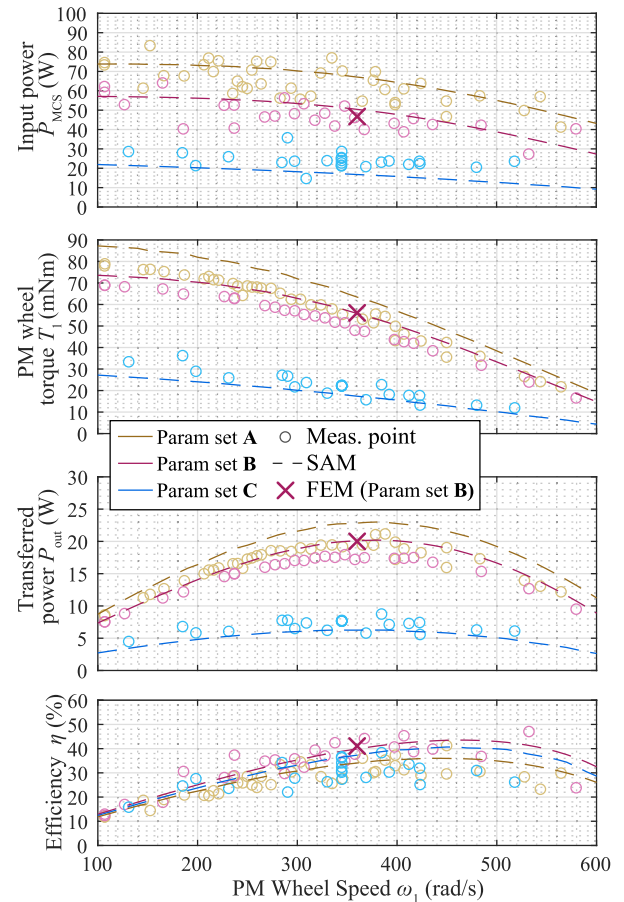 Input power
P_MCS (W)
100
90
80
70
60
50
40
30
20
10
0
PM wheel
torque T_1 (mNm)
90
80
70
60
50
40
30
20
10
0
Param set A
Param set B
Param set C
Meas. point
SAM
FEM (Param set B)
Transferred
power P_out (W)
30
25
20
15
10
5
0
Efficiency η (%)
60
50
40
30
20
10
0
100 200 300 400 500 600
PM Wheel Speed ω_1 (rad/s)